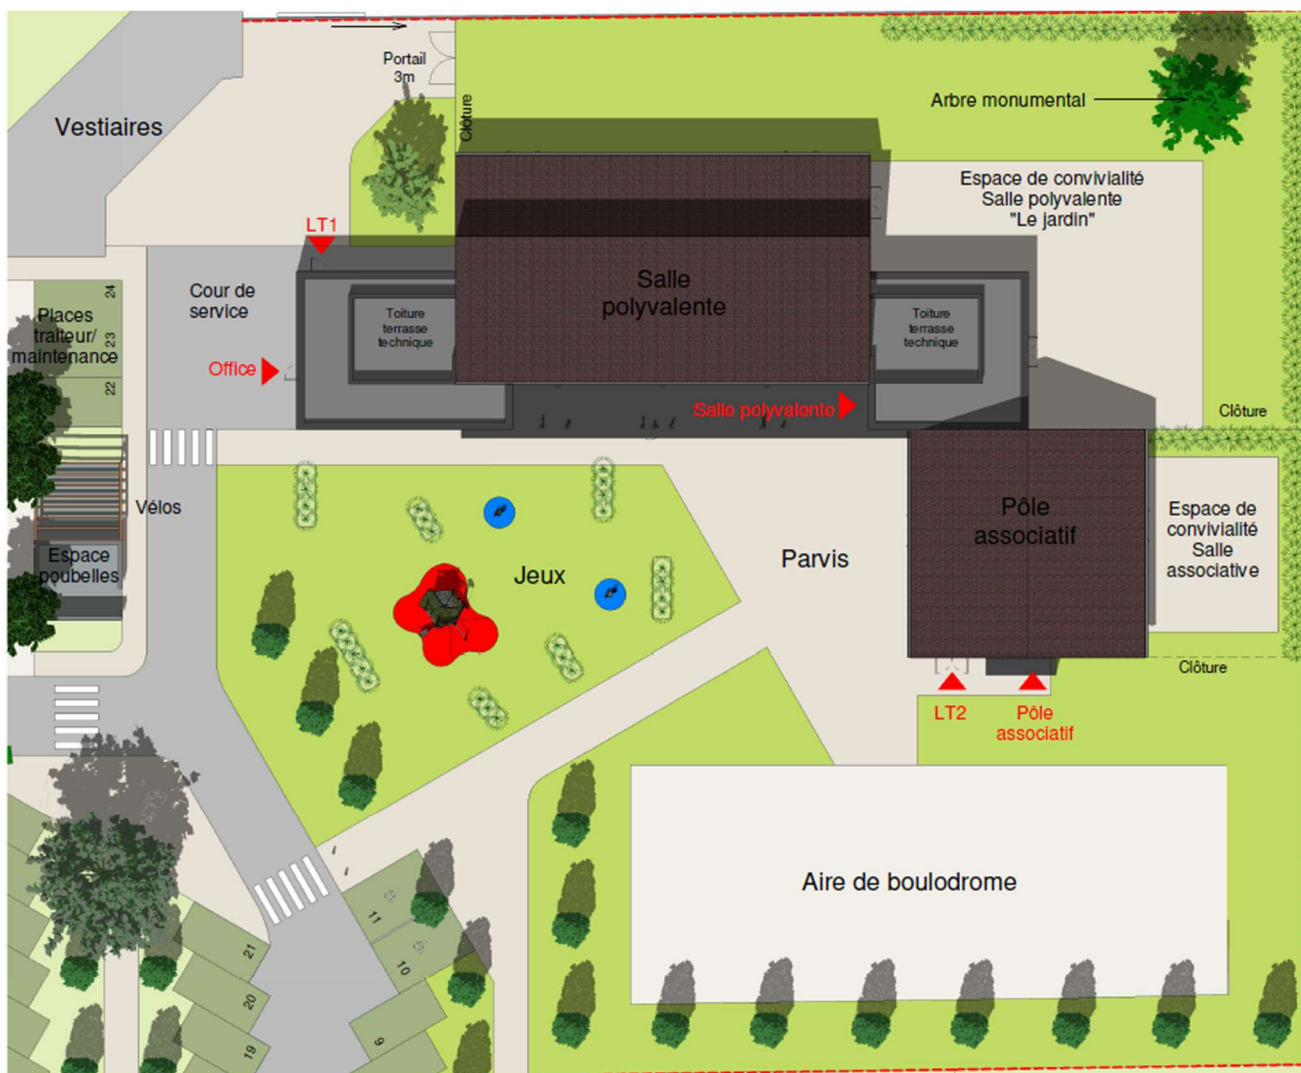 Portail
3m
Clôture
Vestiaires
Arbre monumental
Espace de convivialité
Salle polyvalente
"Le jardin"
LT1
Cour de
service
Salle
polyvalente
Toiture
terrasse
technique
Toiture
terrasse
technique
24
Places
traiteur/
23
maintenance
22
Office
Salle polyvalente
Clôture
Vélos
Espace
poubelles
Jeux
Parvis
Pôle
associatif
Espace de
convivialité
Salle
associative
Clôture
LT2
Pôle
associatif
Aire de boulodrome
11
10
9
21
20
19